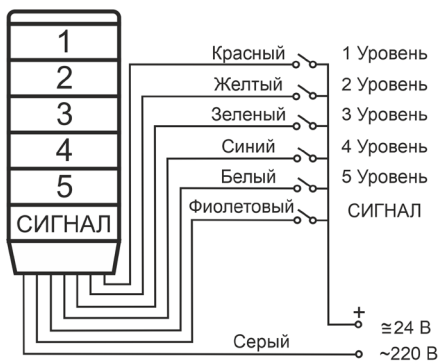 1 Красный 1 Уровень
2 Желтый 2 Уровень
3 Зеленый 3 Уровень
4 Синий 4 Уровень
5 Белый 5 Уровень
СИГНАЛ Фиолетовый СИГНАЛ
+
≅24 В
Серый ~220 В